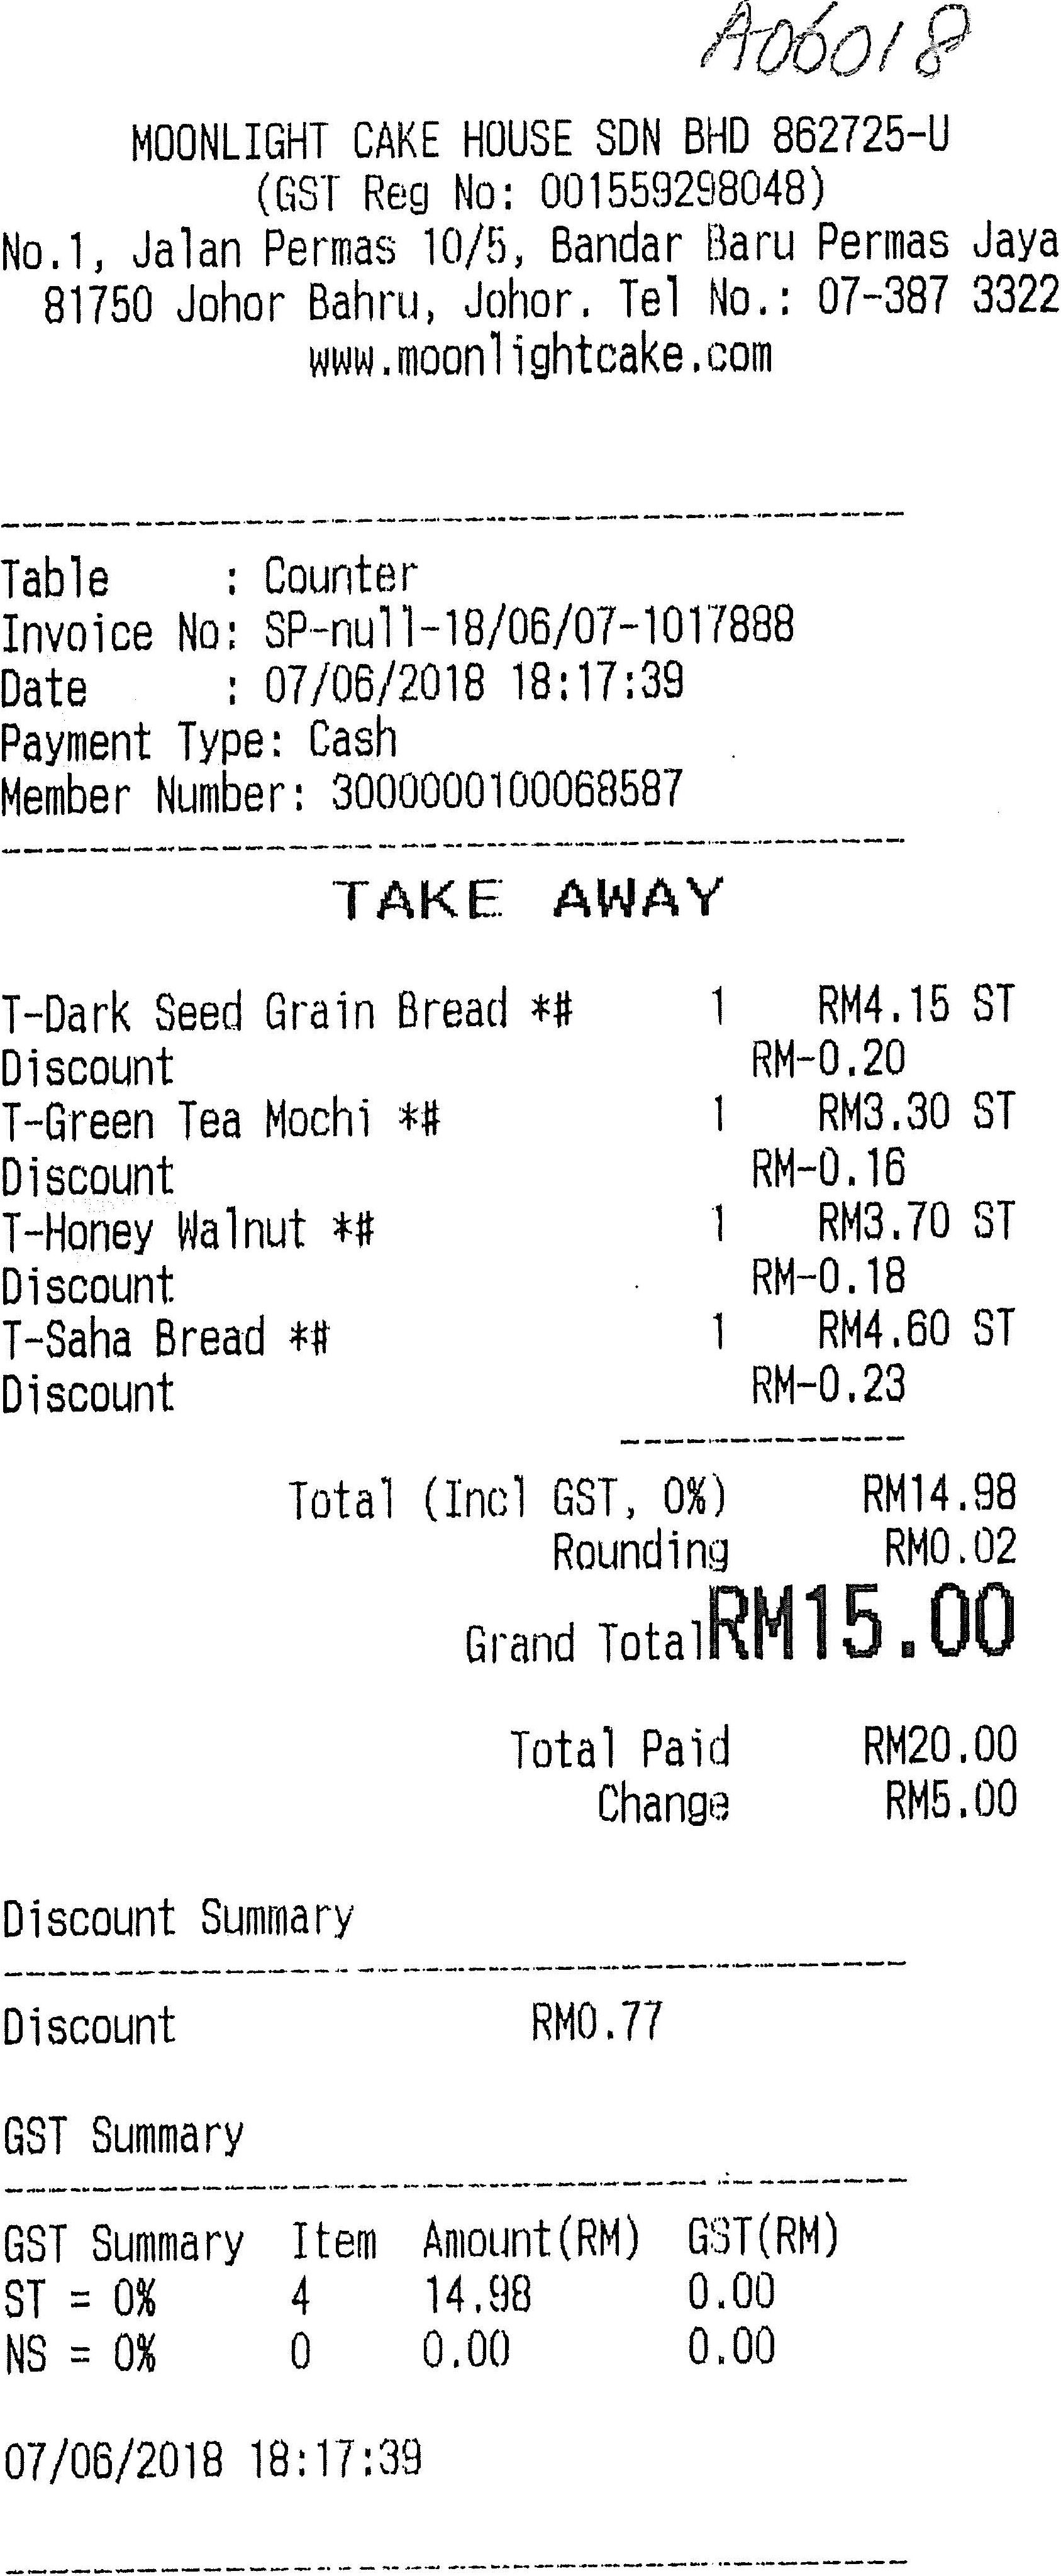 A06018
MOONLIGHT CAKE HOUSE SDN BHD 862725-U
(GST Reg No: 001559298048)
No.1, Jalan Permas 10/5, Bandar Baru Permas Jaya
81750 Johor Bahru, Johor. Tel No.: 07-387 3322
www.moonlightcake.com
Table : Counter
Invoice No: SP-null-18/06/07-1017888
Date : 07/06/2018 18:17:39
Payment Type: Cash
Member Number: 3000000100068587
TAKE AWAY
T-Dark Seed Grain Bread *# 1 RM4.15 ST
Discount RM-0.20
T-Green Tea Mochi *# 1 RM3.30 ST
Discount RM-0.16
T-Honey Walnut *# 1 RM3.70 ST
Discount RM-0.18
T-Saha Bread *# 1 RM4.60 ST
Discount RM-0.23
Total (Incl GST, 0%) RM14.98
Rounding RM0.02
Grand Total RM15.00
Total Paid RM20.00
Change RM5.00
Discount Summary
Discount RM0.77
GST Summary
GST Summary Item Amount(RM) GST(RM)
ST = 0% 4 14.98 0.00
NS = 0% 0 0.00 0.00
07/06/2018 18:17:39